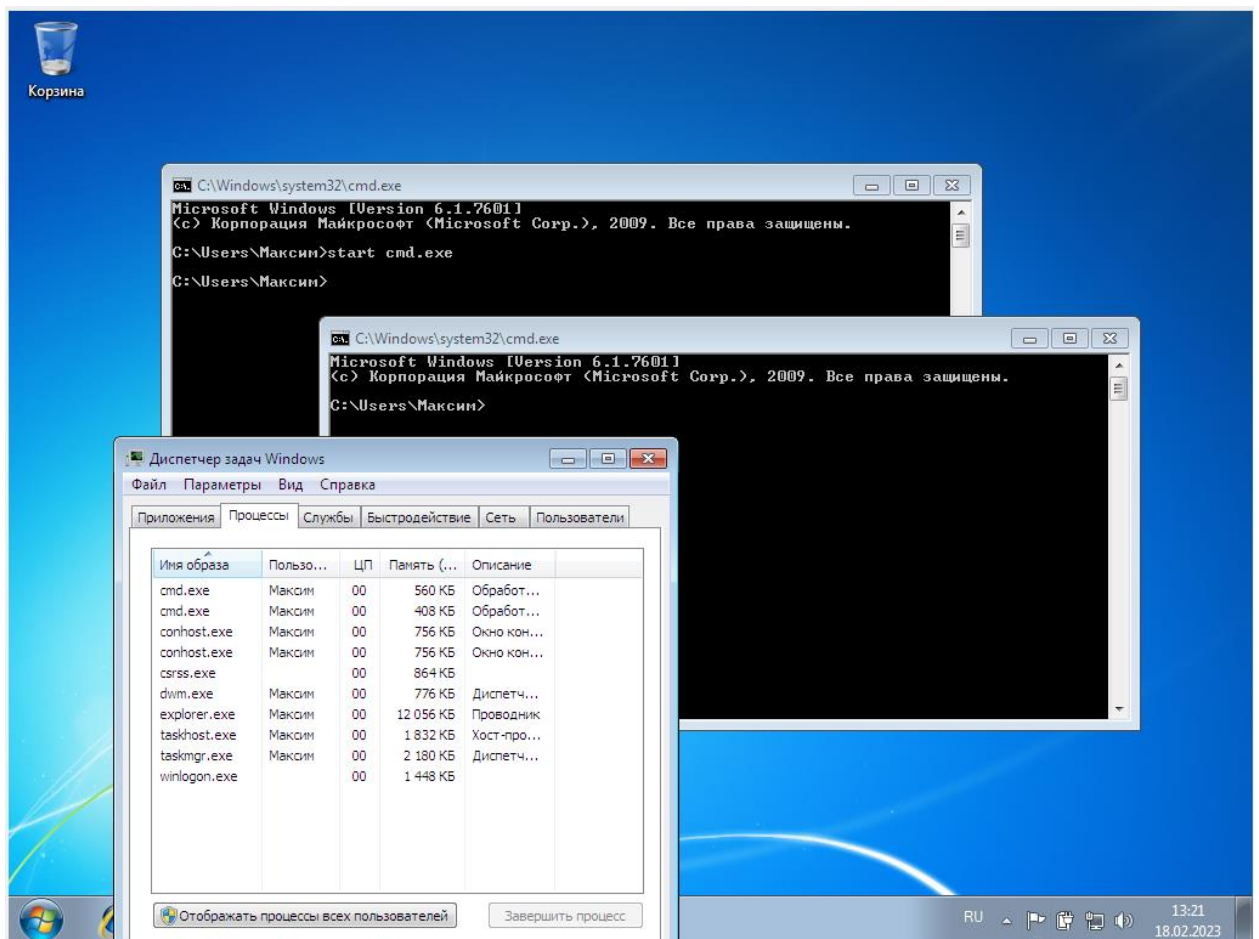 Корзина
C:\Windows\system32\cmd.exe
Microsoft Windows [Version 6.1.7601]
(c) Корпорация Майкрософт (Microsoft Corp.), 2009. Все права защищены.
C:\Users\Максим>start cmd.exe
C:\Users\Максим>
C:\Windows\system32\cmd.exe
Microsoft Windows [Version 6.1.7601]
(c) Корпорация Майкрософт (Microsoft Corp.), 2009. Все права защищены.
C:\Users\Максим>
Диспетчер задач Windows
Файл Параметры Вид Справка
Приложения Процессы Службы Быстродействие Сеть Пользователи
Имя образа Пользо... ЦП Память (... Описание
cmd.exe Максим 00 560 КБ Обработ...
cmd.exe Максим 00 408 КБ Обработ...
conhost.exe Максим 00 756 КБ Окно кон...
conhost.exe Максим 00 756 КБ Окно кон...
csrss.exe 00 864 КБ
dwm.exe Максим 00 776 КБ Диспетч...
explorer.exe Максим 00 12 056 КБ Проводник
taskhost.exe Максим 00 1 832 КБ Хост-про...
taskmgr.exe Максим 00 2 180 КБ Диспетч...
winlogon.exe 00 1 448 КБ
Отображать процессы всех пользователей Завершить процесс
RU 13:21
18.02.2023